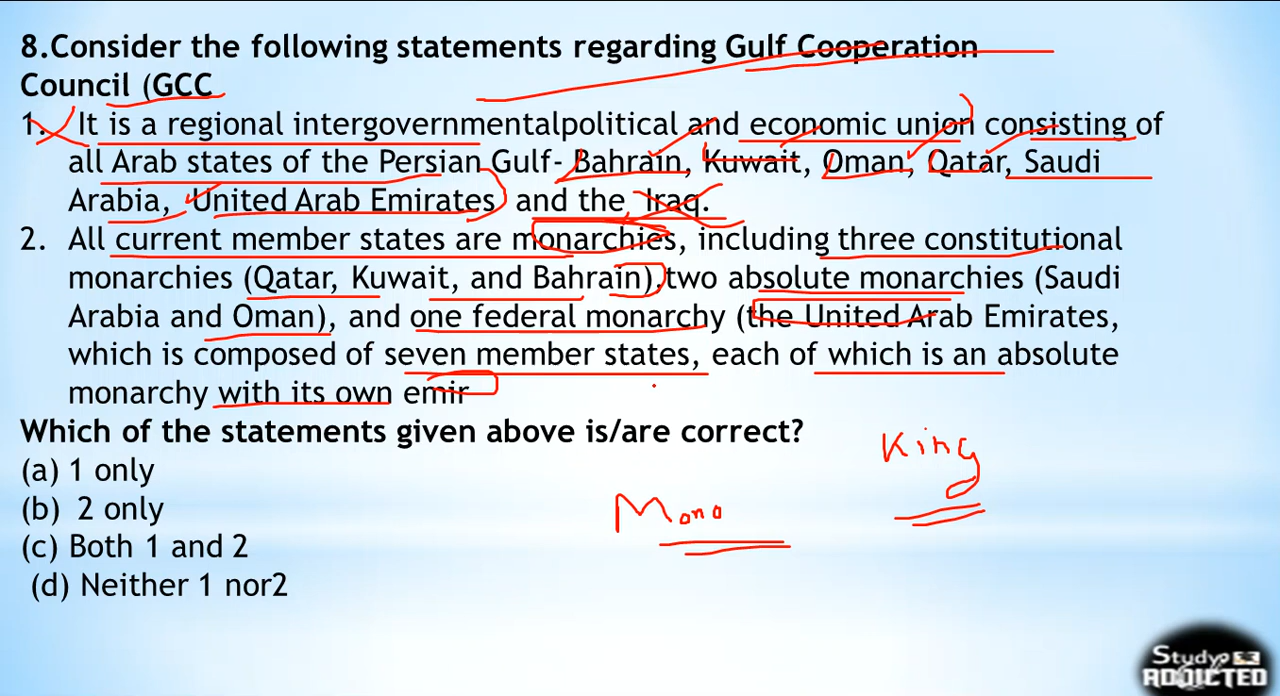 8.Consider the following statements regarding Gulf Cooperation
Council (GCC
1. It is a regional intergovernmentalpolitical and economic union consisting of
all Arab states of the Persian Gulf- Bahrain, Kuwait, Oman, Qatar, Saudi
Arabia, United Arab Emirates and the Iraq.
2. All current member states are monarchies, including three constitutional
monarchies (Qatar, Kuwait, and Bahrain),two absolute monarchies (Saudi
Arabia and Oman), and one federal monarchy (the United Arab Emirates,
which is composed of seven member states, each of which is an absolute
monarchy with its own emir
Which of the statements given above is/are correct?
(a) 1 only
King
(b) 2 only
Mono
(c) Both 1 and 2
(d) Neither 1 nor2
Study
ADDICTED